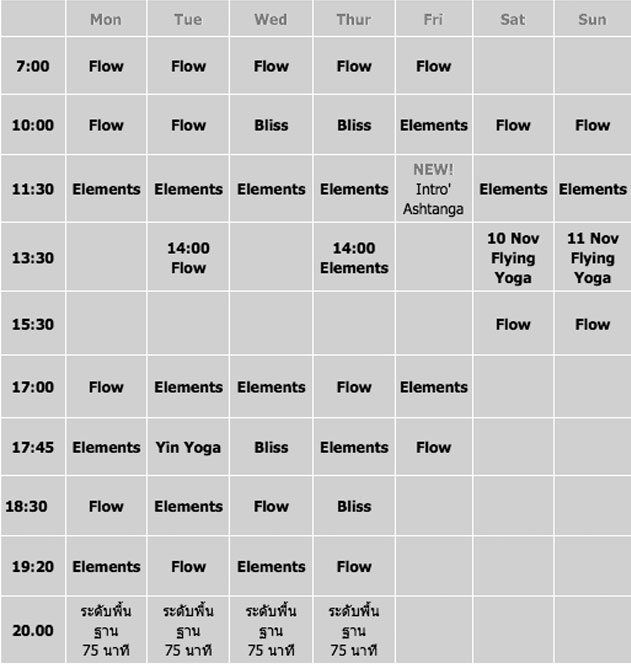 Mon Tue Wed Thur Fri Sat Sun
7:00 Flow Flow Flow Flow Flow
10:00 Flow Flow Bliss Bliss Elements Flow Flow
11:30 Elements Elements Elements Elements NEW! Intro' Ashtanga Elements Elements
13:30 14:00 Flow 14:00 Elements 10 Nov Flying Yoga 11 Nov Flying Yoga
15:30 Flow Flow
17:00 Flow Elements Elements Flow Elements
17:45 Elements Yin Yoga Bliss Elements Flow
18:30 Flow Elements Flow Bliss
19:20 Elements Flow Elements Flow
20.00 ระดับพื้นฐาน 75 นาที ระดับพื้นฐาน 75 นาที ระดับพื้นฐาน 75 นาที ระดับพื้นฐาน 75 นาที